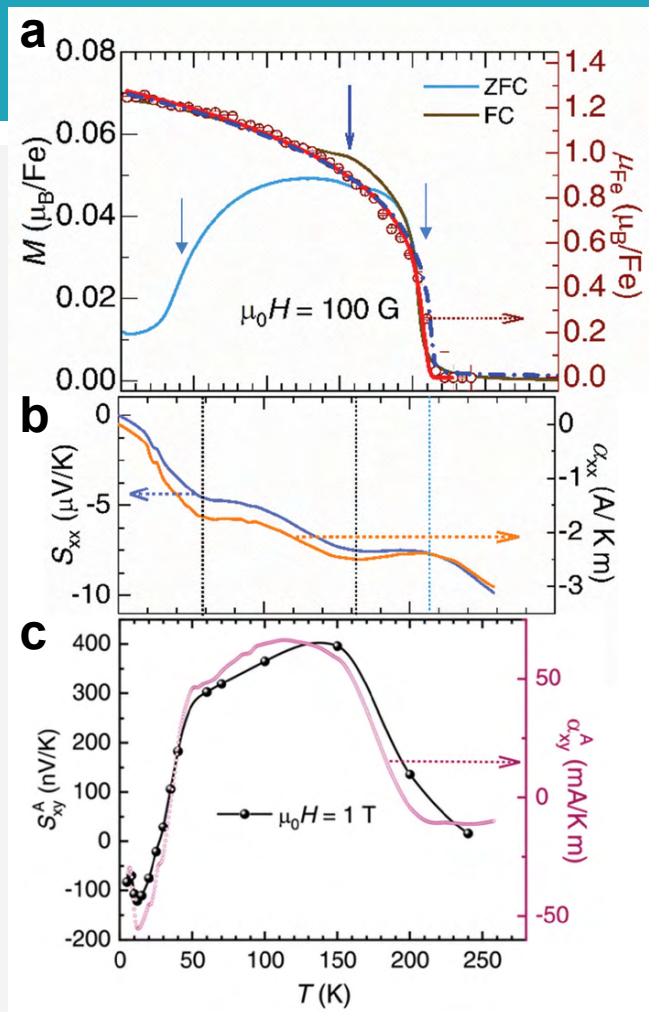 a
0.08
0.06
0.04
0.02
0.00
M (μB/Fe)
ZFC
FC
μ0H = 100 G
1.4
1.2
1.0
0.8
0.6
0.4
0.2
0.0
μFe (μB/Fe)
b
0
-5
-10
Sxx (μV/K)
0
-1
-2
-3
αxx (A/ K m)
c
400
300
200
100
0
-100
-200
S^A_xy (nV/K)
μ0H = 1 T
50
0
-50
α^A_xy (mA/K m)
0 50 100 150 200 250
T (K)